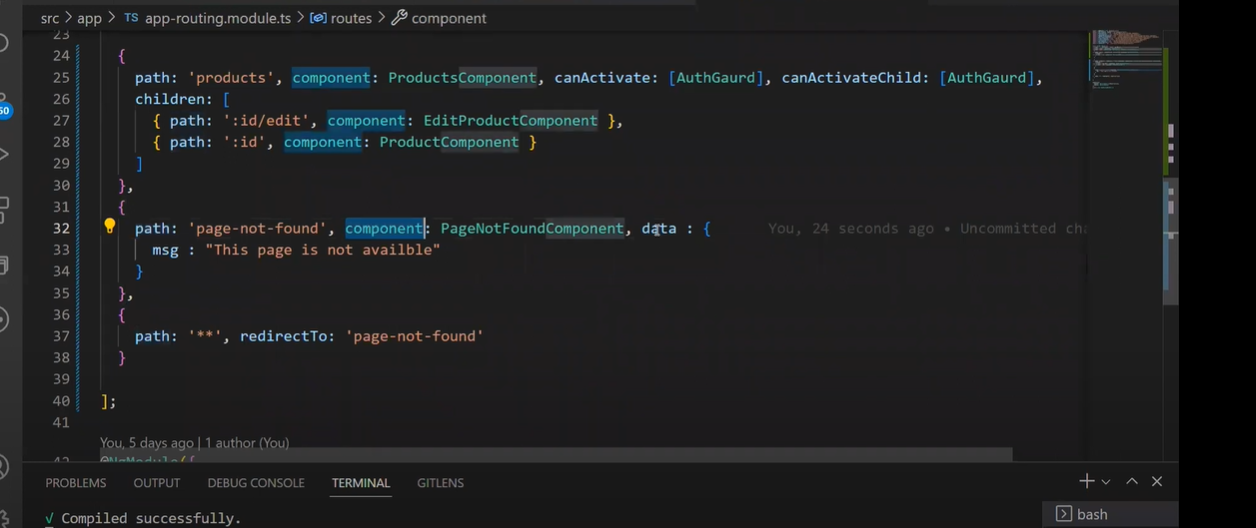 src > app > TS app-routing.module.ts > routes > component
23
24 {
25 path: 'products', component: ProductsComponent, canActivate: [AuthGaurd], canActivateChild: [AuthGaurd],
26 children: [
27 { path: ':id/edit', component: EditProductComponent },
28 { path: ':id', component: ProductComponent }
29 ]
30 },
31 {
32 path: 'page-not-found', component: PageNotFoundComponent, data : { You, 24 seconds ago • Uncommitted cha
33 msg : "This page is not availble"
34 }
35 },
36 {
37 path: '**', redirectTo: 'page-not-found'
38 }
39
40 ];
41
You, 5 days ago | 1 author (You)
42 @NgModule({
PROBLEMS OUTPUT DEBUG CONSOLE TERMINAL GITLENS
√ Compiled successfully.
bash